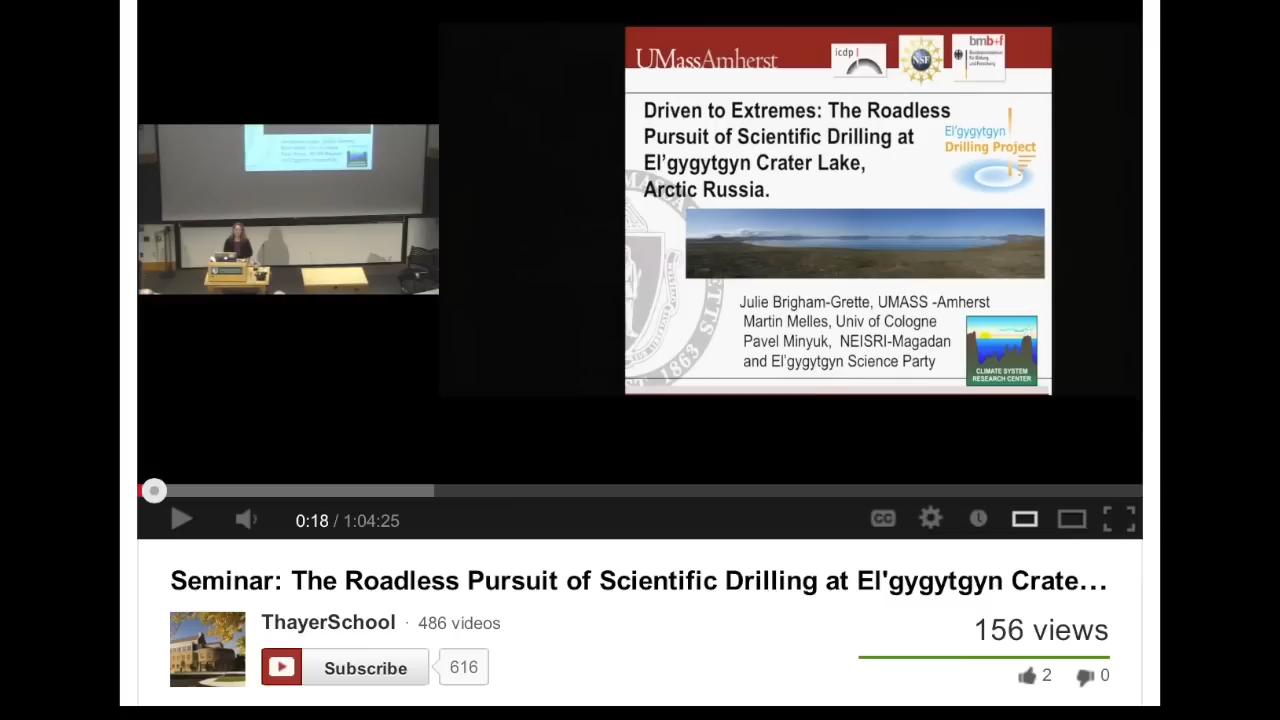 UMassAmherst
icdp
NSF
bmb+f
Driven to Extremes: The Roadless
Pursuit of Scientific Drilling at
El'gygytgyn Crater Lake,
Arctic Russia.
El'gygytgyn
Drilling Project
Julie Brigham-Grette, UMASS -Amherst
Martin Melles, Univ of Cologne
Pavel Minyuk, NEISRI-Magadan
and El'gygytgyn Science Party
CLIMATE SYSTEM
RESEARCH CENTER
1863
0:18 / 1:04:25
CC
Seminar: The Roadless Pursuit of Scientific Drilling at El'gygytgyn Crate...
ThayerSchool · 486 videos
Subscribe 616
156 views
2 0